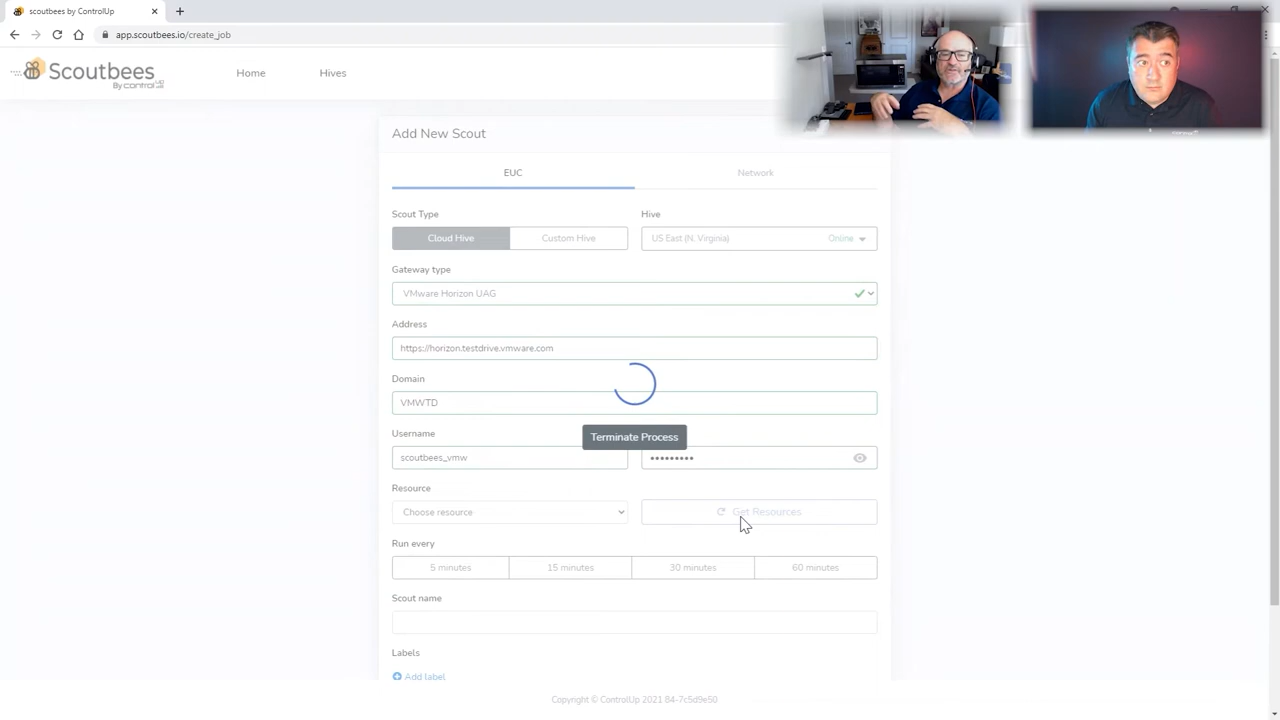 scoutbees by ControlUp
app.scoutbees.io/create_job
Scoutbees
By ControlUp
Home
Hives
Add New Scout
EUC
Network
Scout Type
Hive
Cloud Hive
Custom Hive
US East (N. Virginia)
Online
Gateway type
VMware Horizon UAG
Address
https://horizon.testdrive.vmware.com
Domain
VMWTD
Terminate Process
Username
scoutbees_vmw
•••••••••
Resource
Choose resource
Get Resources
Run every
5 minutes
15 minutes
30 minutes
60 minutes
Scout name
Labels
Add label
Copyright © ControlUp 2021 84-7c5d9e50